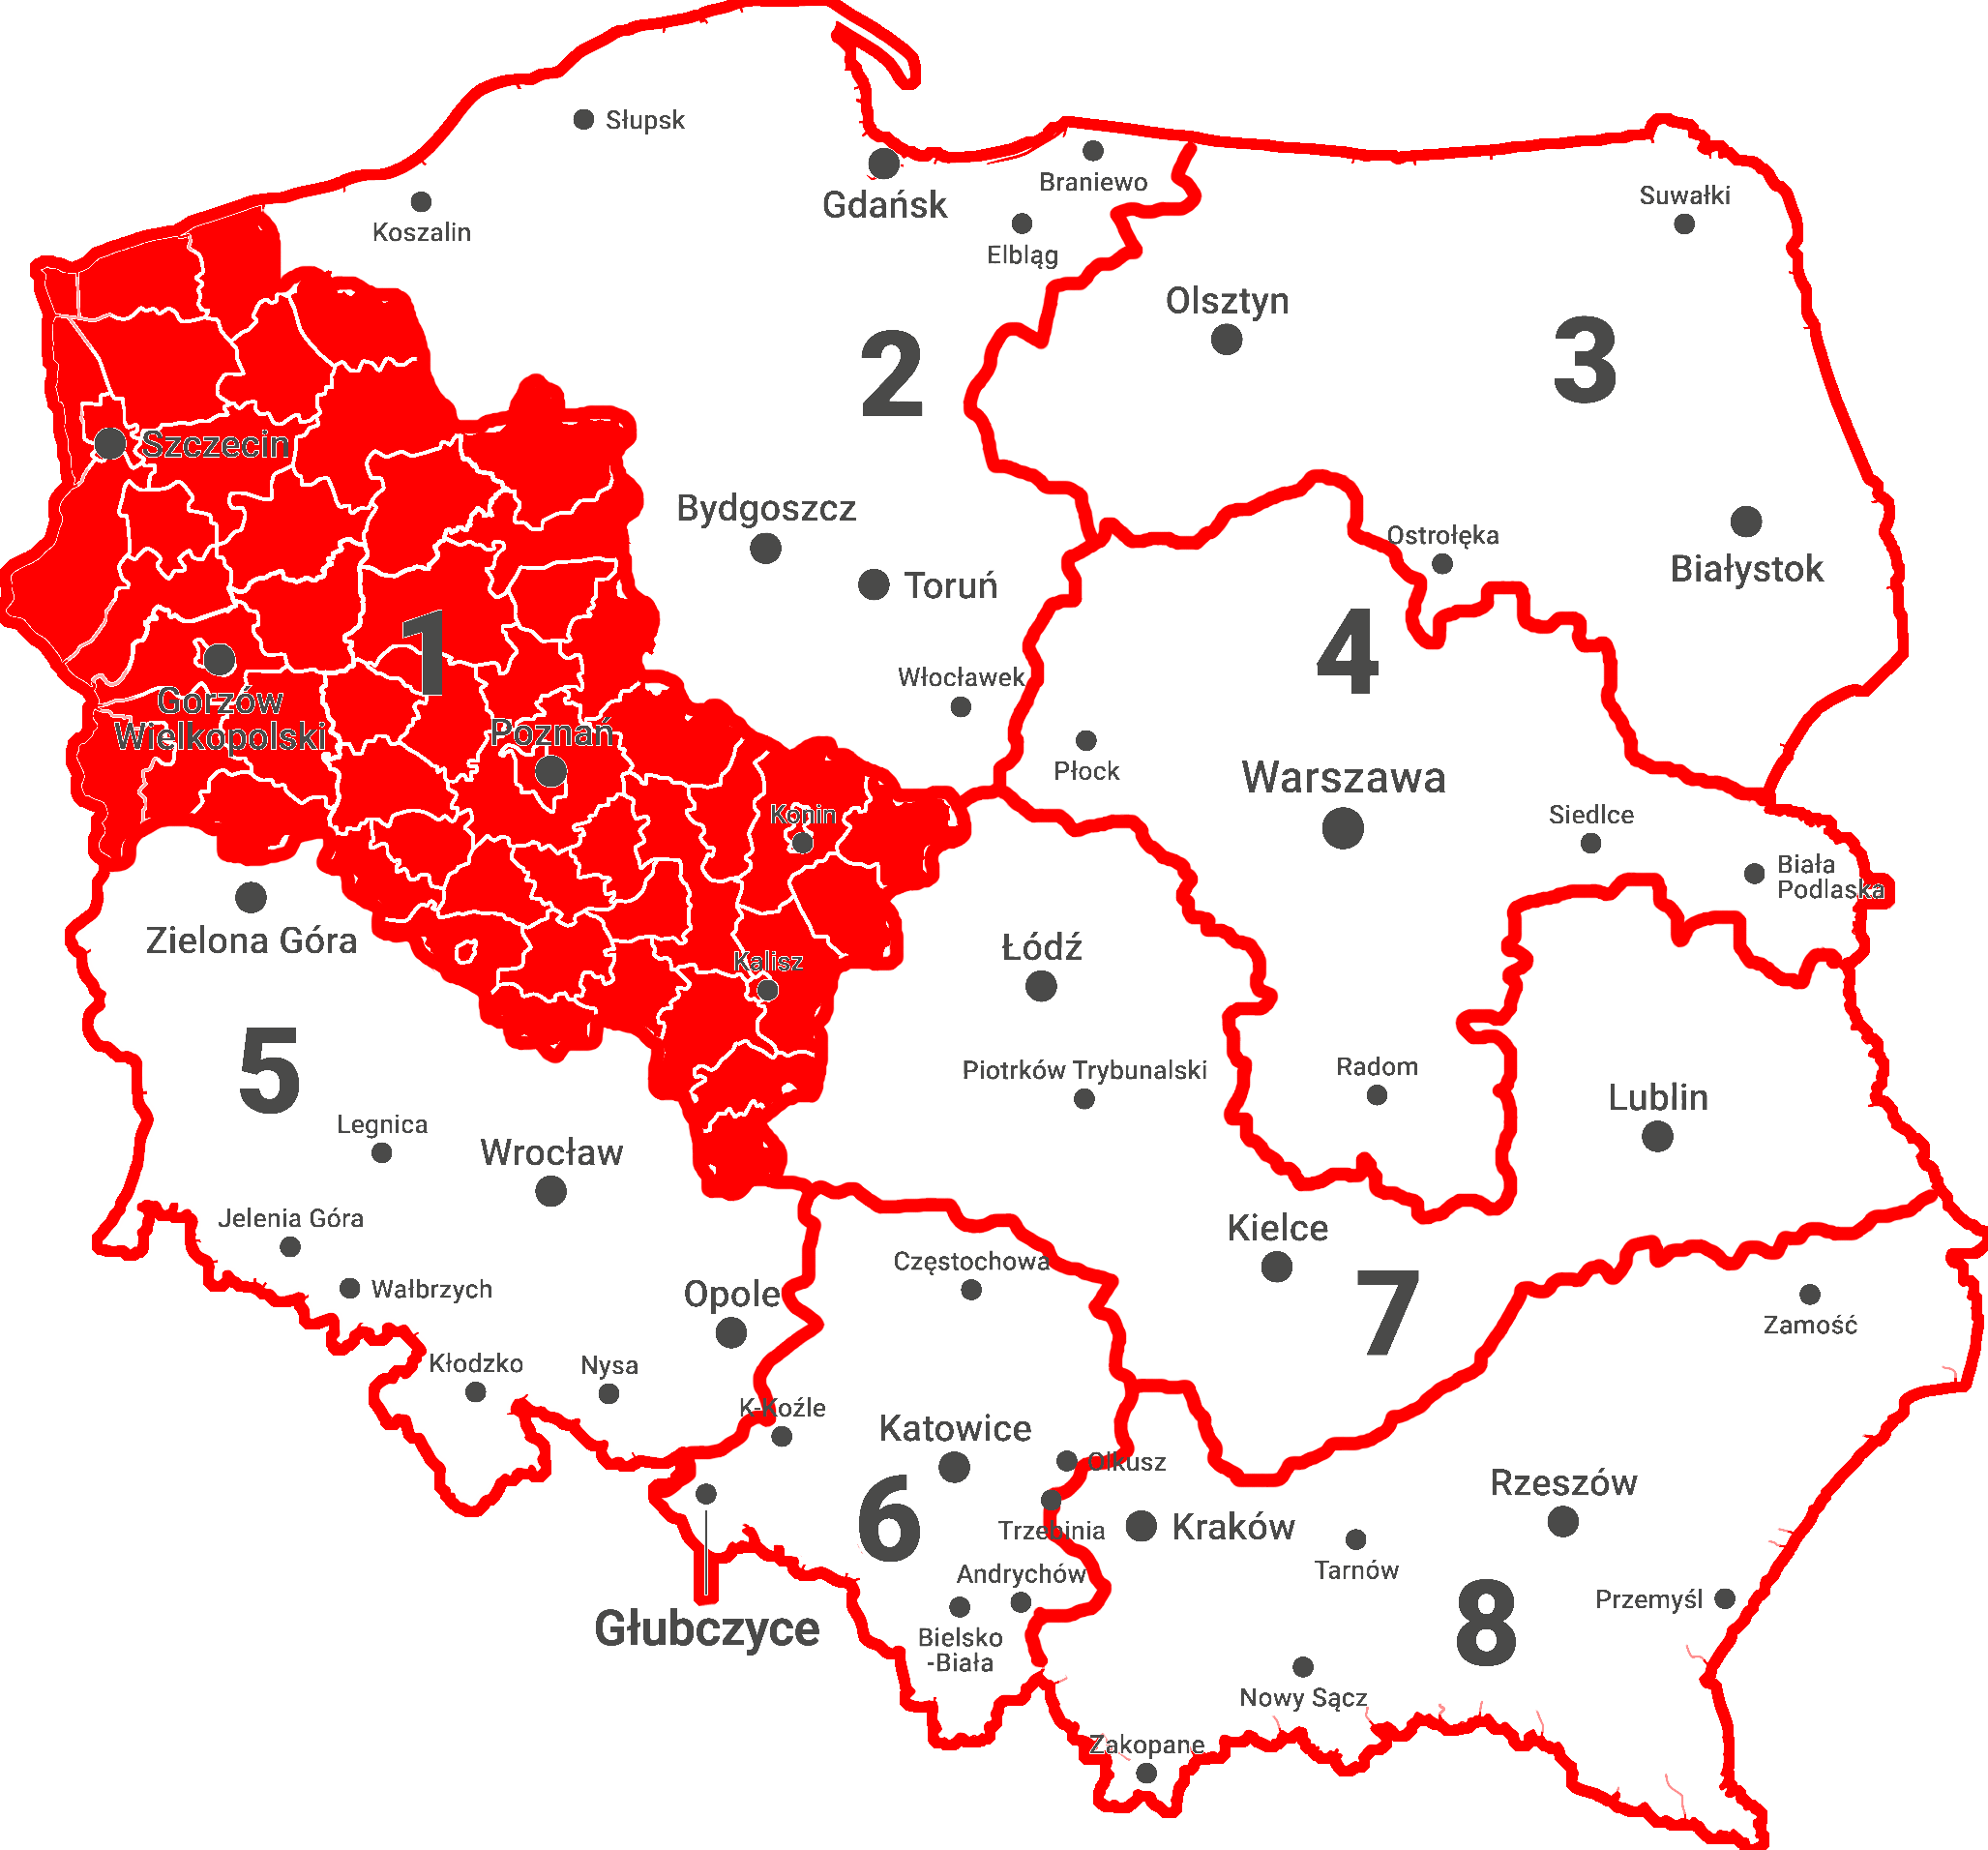 Słupsk
Gdańsk
Braniewo
Koszalin
Elbląg
Suwałki
Olsztyn
2
3
Szczecin
Bydgoszcz
Ostrołęka
Białystok
Toruń
1
4
Gorzów
Wielkopolski
Włocławek
Poznań
Płock
Warszawa
Konin
Siedlce
Biała
Podlaska
Zielona Góra
Łódź
Kalisz
5
Piotrków Trybunalski
Radom
Lublin
Legnica
Wrocław
Jelenia Góra
Kielce
Częstochowa
Wałbrzych
Opole
7
Zamość
Kłodzko
Nysa
K-Koźle
Katowice
Olkusz
Rzeszów
6
Trzebinia
Kraków
Tarnów
Andrychów
Przemyśl
Głubczyce
Bielsko
-Biała
8
Nowy Sącz
Zakopane